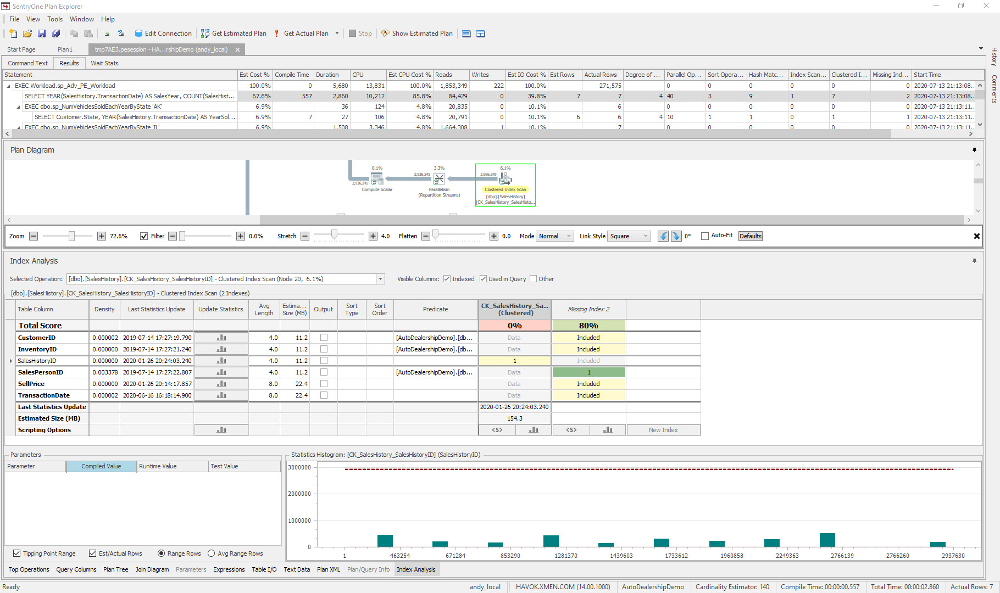 SentryOne Plan Explorer
File View Tools Window Help
Edit Connection Get Estimated Plan Get Actual Plan Stop Show Estimated Plan
Start Page Plan1 tmp7AE3.pesession - HA...rshipDemo (andy_local)
Command Text Results Wait Stats
Statement Est Cost % Compile Time Duration CPU Est CPU Cost % Reads Writes Est IO Cost % Est Rows Actual Rows Degree of ... Parallel Op... Sort Opera... Hash Matc... Index Scan... Clustered I... Missing Ind... Start Time
EXEC Workload.sp_Adv_PE_Workload 100.0% 0 5,680 13,831 100.0% 1,853,349 222 100.0% 271,575 0 0 0 0 0 0 2020-07-13 21:13:08...
SELECT YEAR(SalesHistory.TransactionDate) AS SalesYear, COUNT(SalesHist... 67.6% 557 2,860 10,212 85.8% 84,429 0 39.8% 7 7 4 40 3 9 1 7 2 2020-07-13 21:13:08...
EXEC dbo.sp_NumVehiclesSoldEachYearByState 'AK' 6.9% 36 124 4.8% 20,835 0 10.1% 6 0 0 0 0 0 0 2020-07-13 21:13:11...
SELECT Customer.State, YEAR(SalesHistory.TransactionDate) AS YearSol... 6.9% 7 27 106 4.8% 20,791 0 10.1% 6 6 4 10 1 1 0 1 1 2020-07-13 21:13:11...
EXEC dbo.sp_NumVehiclesSoldEachYearByState 'IL' 6.9% 1,508 3,346 4.8% 1,664,308 1 10.1% 7 0 0 0 0 0 0 2020-07-13 21:13:11...
Plan Diagram
0.1% 3.3% 6.1%
2,936,245 2,936,245 2,936,245
Compute Scalar Parallelism Clustered Index Scan
(Repartition Streams) [dbo].[SalesHistory]
[CK_SalesHistory_SalesHisto...
Zoom 72.6% Filter 0.0% Stretch 4.0 Flatten 0.0 Mode Normal Link Style Square 0° Auto-Fit Defaults
Index Analysis
Selected Operation: [dbo].[SalesHistory].[CK_SalesHistory_SalesHistoryID] - Clustered Index Scan (Node 20, 6.1%) Visible Columns: Indexed Used in Query Other
[dbo].[SalesHistory].[CK_SalesHistory_SalesHistoryID] - Clustered Index Scan (2 Indexes)
Table Column Density Last Statistics Update Update Statistics Avg Length Estima... Size (MB) Output Sort Type Sort Order Predicate CK_SalesHistory_Sa... (Clustered) Missing Index 2
Total Score 0% 80%
CustomerID 0.000002 2019-07-14 17:27:19.790 4.0 11.2 [AutoDealershipDemo].[db... Data Included
InventoryID 0.000002 2019-07-14 17:27:21.240 4.0 11.2 [AutoDealershipDemo].[db... Data Included
SalesHistoryID 0.000000 2020-01-26 20:24:03.240 4.0 11.2 1 Included
SalesPersonID 0.003378 2019-07-14 17:27:22.807 4.0 11.2 [AutoDealershipDemo].[db... Data 1
SellPrice 0.000000 2020-01-26 20:14:17.857 8.0 22.4 Data Included
TransactionDate 0.000002 2020-06-16 16:18:14.900 8.0 22.4 Data Included
Last Statistics Update 2020-01-26 20:24:03.240
Estimated Size (MB) 154.3
Scripting Options <S> <S> New Index
Parameters
Parameter Compiled Value Runtime Value Test Value
Tipping Point Range Est/Actual Rows Range Rows Avg Range Rows
Statistics Histogram: [CK_SalesHistory_SalesHistoryID] (SalesHistoryID)
3000000
2000000
1000000
0
1 463254 671284 853290 1281370 1439603 1733612 1960858 2249363 2766139 2766260 2937630
Top Operations Query Columns Plan Tree Join Diagram Parameters Expressions Table I/O Text Data Plan XML Plan/Query Info Index Analysis
Ready andy_local HAVOK.XMEN.COM (14.00.1000) AutoDealershipDemo Cardinality Estimator: 140 Compile Time: 00:00:00.557 Total Time: 00:00:02.860 Actual Rows: 7
History
Comments